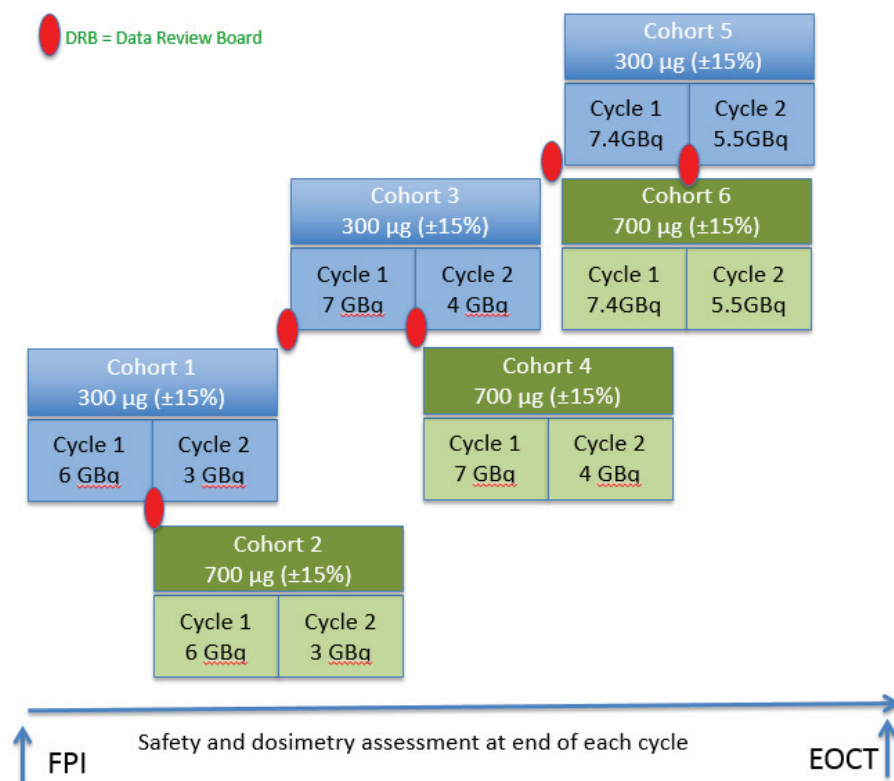 DRB = Data Review Board
Cohort 5
300 µg (±15%)
Cycle 1
7.4GBq
Cycle 2
5.5GBq
Cohort 3
300 µg (±15%)
Cycle 1
7 GBq
Cycle 2
4 GBq
Cohort 6
700 µg (±15%)
Cycle 1
7.4GBq
Cycle 2
5.5GBq
Cohort 1
300 µg (±15%)
Cycle 1
6 GBq
Cycle 2
3 GBq
Cohort 4
700 µg (±15%)
Cycle 1
7 GBq
Cycle 2
4 GBq
Cohort 2
700 µg (±15%)
Cycle 1
6 GBq
Cycle 2
3 GBq
Safety and dosimetry assessment at end of each cycle
FPI
EOCT